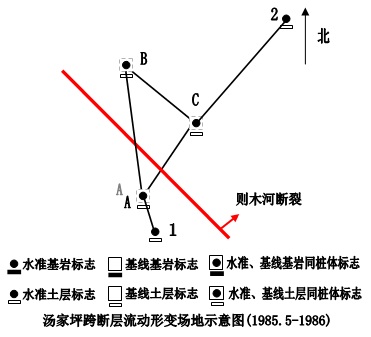 2
北
B
C
A
A
1
则木河断裂
水准基岩标志 基线基岩标志 水准、基线基岩同桩体标志
水准土层标志 基线土层标志 水准、基线土层同桩体标志
汤家坪跨断层流动形变场地示意图(1985.5-1986)